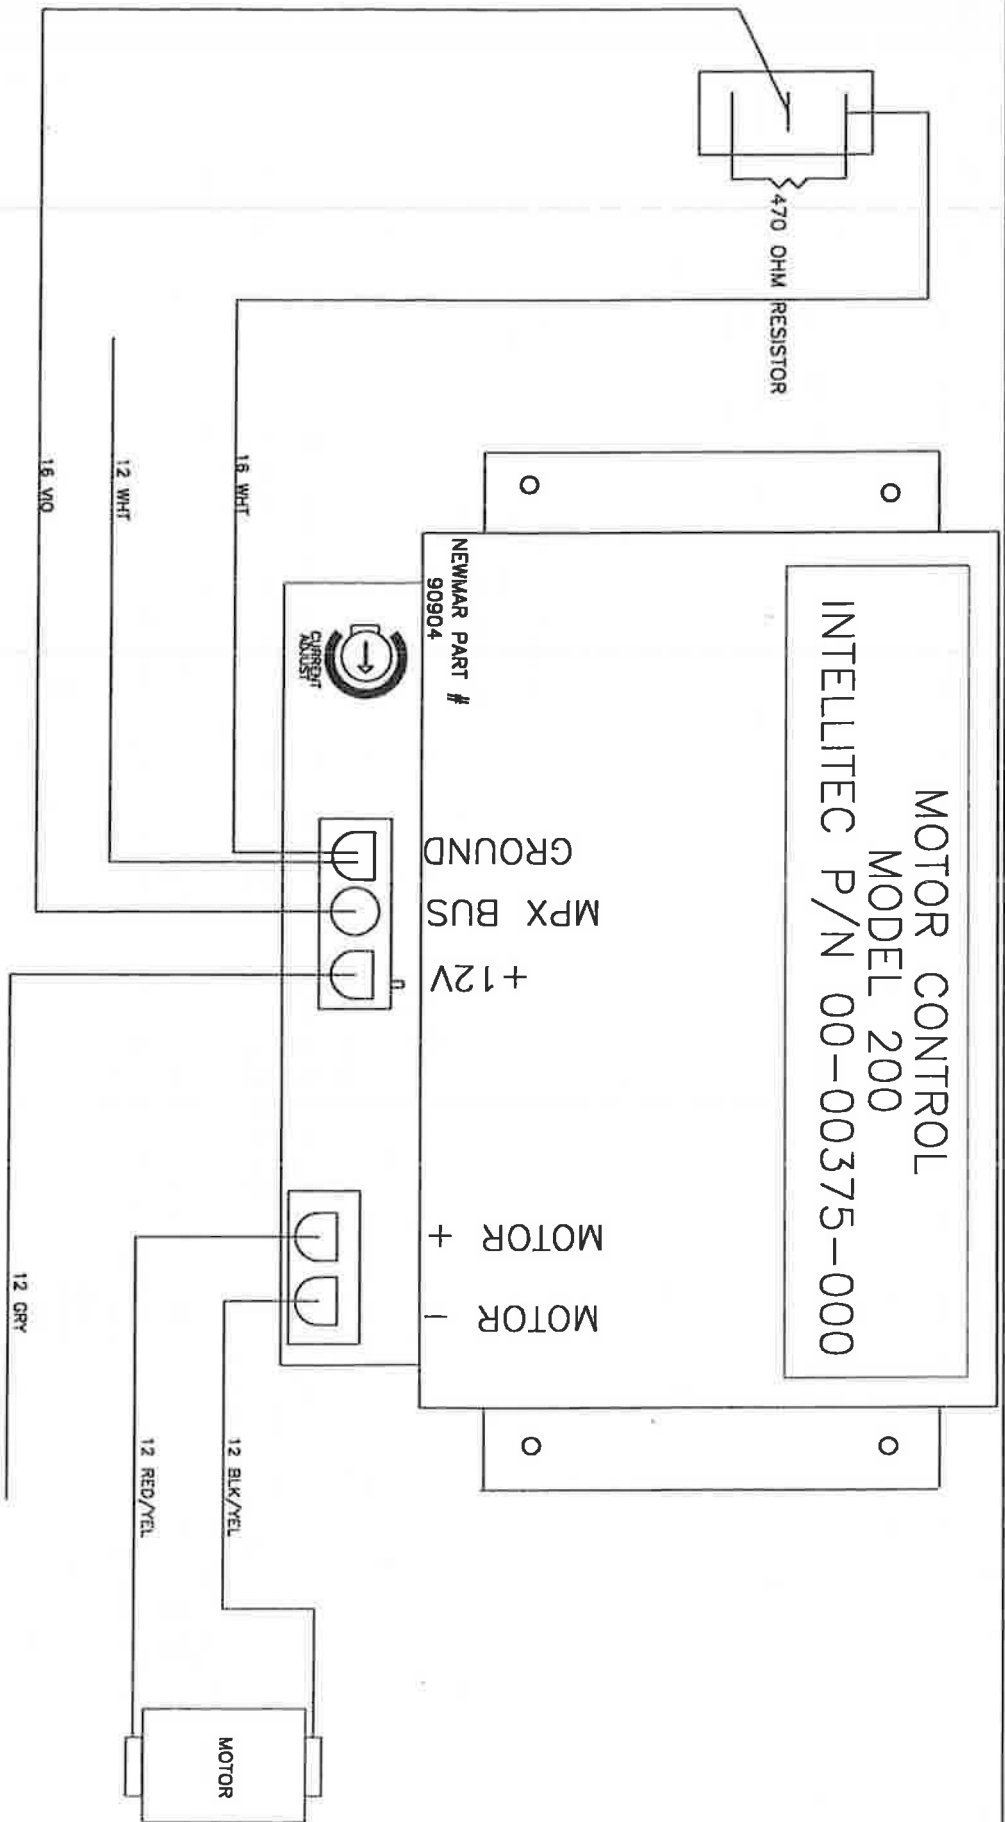 MOTOR CONTROL
MODEL 200
INTELLITEC P/N 00-00375-000
NEWMAR PART #
90904
CURRENT
ADJUST
GROUND
MPX BUS
+12V
MOTOR +
MOTOR -
470 OHM RESISTOR
16 WHT
12 WHT
16 VIO
12 GRY
12 BLK/YEL
12 RED/YEL
MOTOR